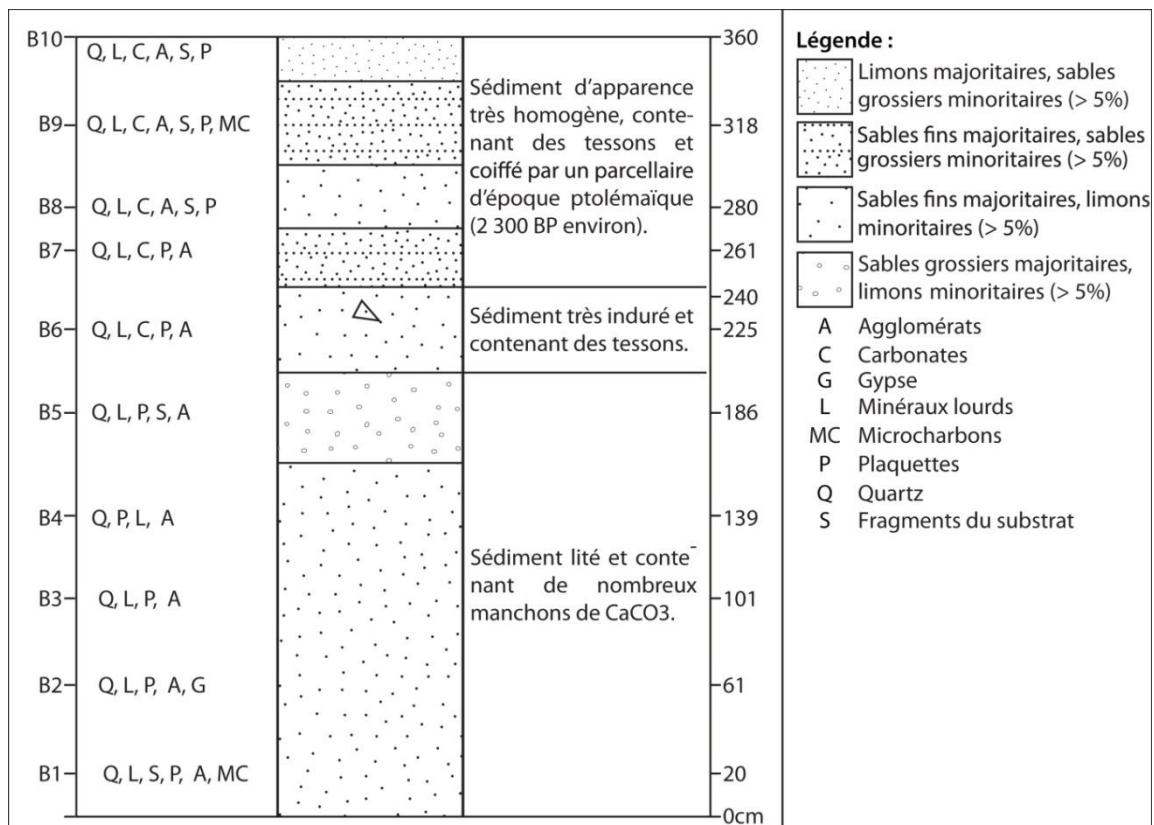 B10
Q, L, C, A, S, P
360
B9
Q, L, C, A, S, P, MC
318
B8
Q, L, C, A, S, P
280
B7
Q, L, C, P, A
261
240
B6
Q, L, C, P, A
225
B5
Q, L, P, S, A
186
B4
Q, P, L, A
139
B3
Q, L, P, A
101
B2
Q, L, P, A, G
61
B1
Q, L, S, P, A, MC
20
0cm
Sédiment d'apparence
très homogène, conte-
nant des tessons et
coiffé par un parcellaire
d'époque ptolémaïque
(2 300 BP environ).
Sédiment très induré et
contenant des tessons.
Sédiment lité et conte-
nant de nombreux
manchons de CaCO3.
Légende :
Limons majoritaires, sables
grossiers minoritaires (> 5%)
Sables fins majoritaires, sables
grossiers minoritaires (> 5%)
Sables fins majoritaires, limons
minoritaires (> 5%)
Sables grossiers majoritaires,
limons minoritaires (> 5%)
A Agglomérats
C Carbonates
G Gypse
L Minéraux lourds
MC Microcharbons
P Plaquettes
Q Quartz
S Fragments du substrat